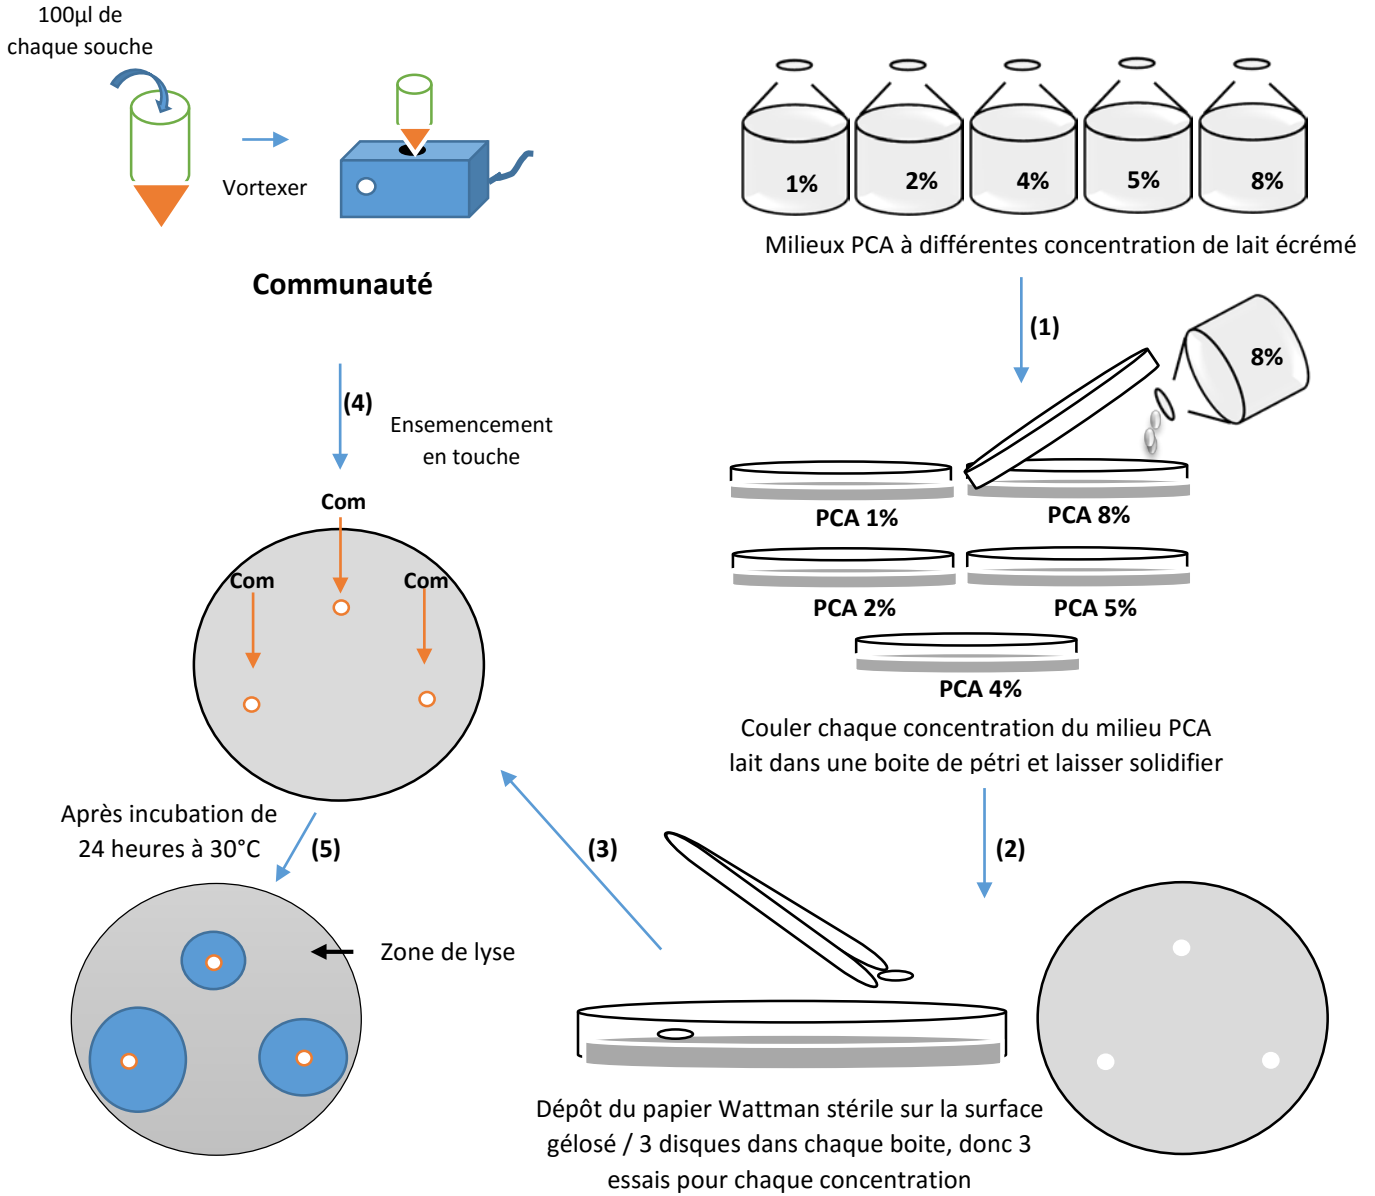 100µl de
chaque souche
Vortexer
Communauté
1%
2%
4%
5%
8%
Milieux PCA à différentes concentration de lait écrémé
(1)
8%
PCA 1%
PCA 8%
PCA 2%
PCA 5%
PCA 4%
Couler chaque concentration du milieu PCA
lait dans une boite de pétri et laisser solidifier
(2)
Dépôt du papier Wattman stérile sur la surface
gélosé / 3 disques dans chaque boite, donc 3
essais pour chaque concentration
(3)
(4)
Ensemencement
en touche
Com
Com
Com
Après incubation de
24 heures à 30°C
(5)
Zone de lyse